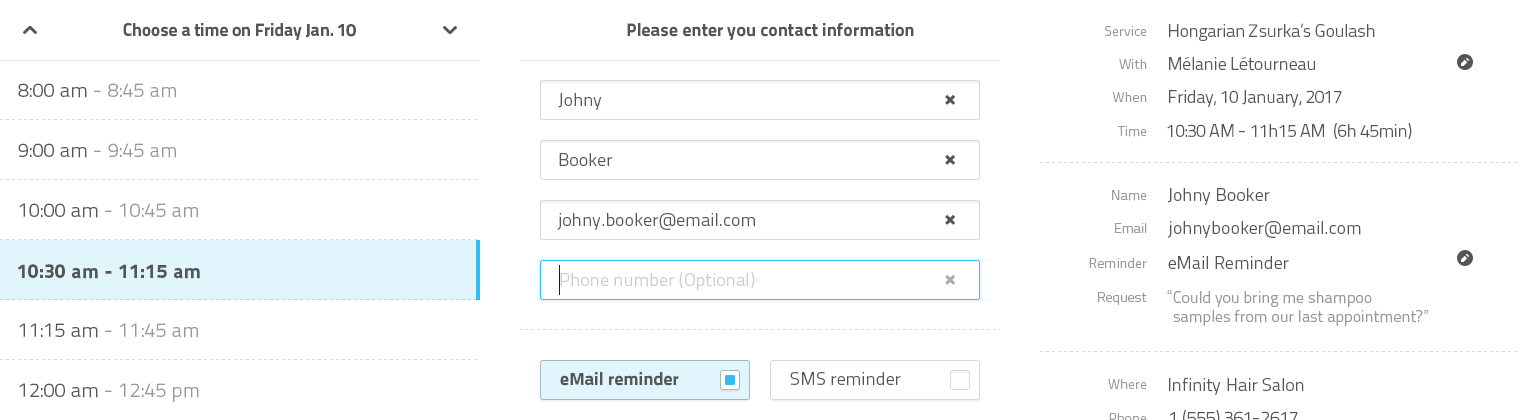 Choose a time on Friday Jan. 10
8:00 am - 8:45 am
9:00 am - 9:45 am
10:00 am - 10:45 am
10:30 am - 11:15 am
11:15 am - 11:45 am
12:00 am - 12:45 pm
Please enter you contact information
Johny
Booker
johny.booker@email.com
Phone number (Optional)
eMail reminder
SMS reminder
Service Hongarian Zsurka's Goulash
With Mélanie Létourneau
When Friday, 10 January, 2017
Time 10:30 AM - 11h15 AM (6h 45min)
Name Johny Booker
Email johnybooker@email.com
Reminder eMail Reminder
Request “Could you bring me shampoo
samples from our last appointment?”
Where Infinity Hair Salon
Phone 1 (555) 361-2617